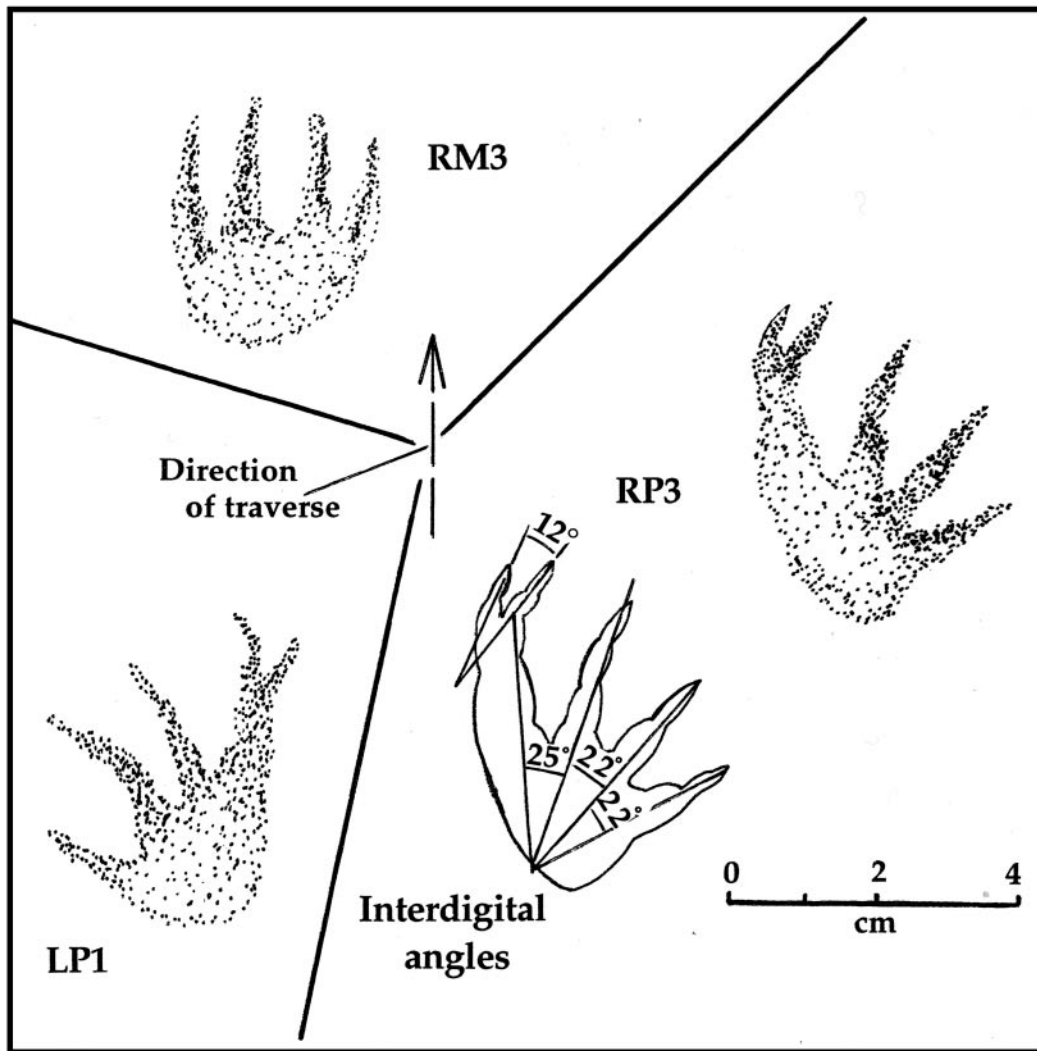 RM3
Direction
of traverse
RP3
12°
25°
22°
22°
0 2 4
cm
Interdigital
angles
LP1